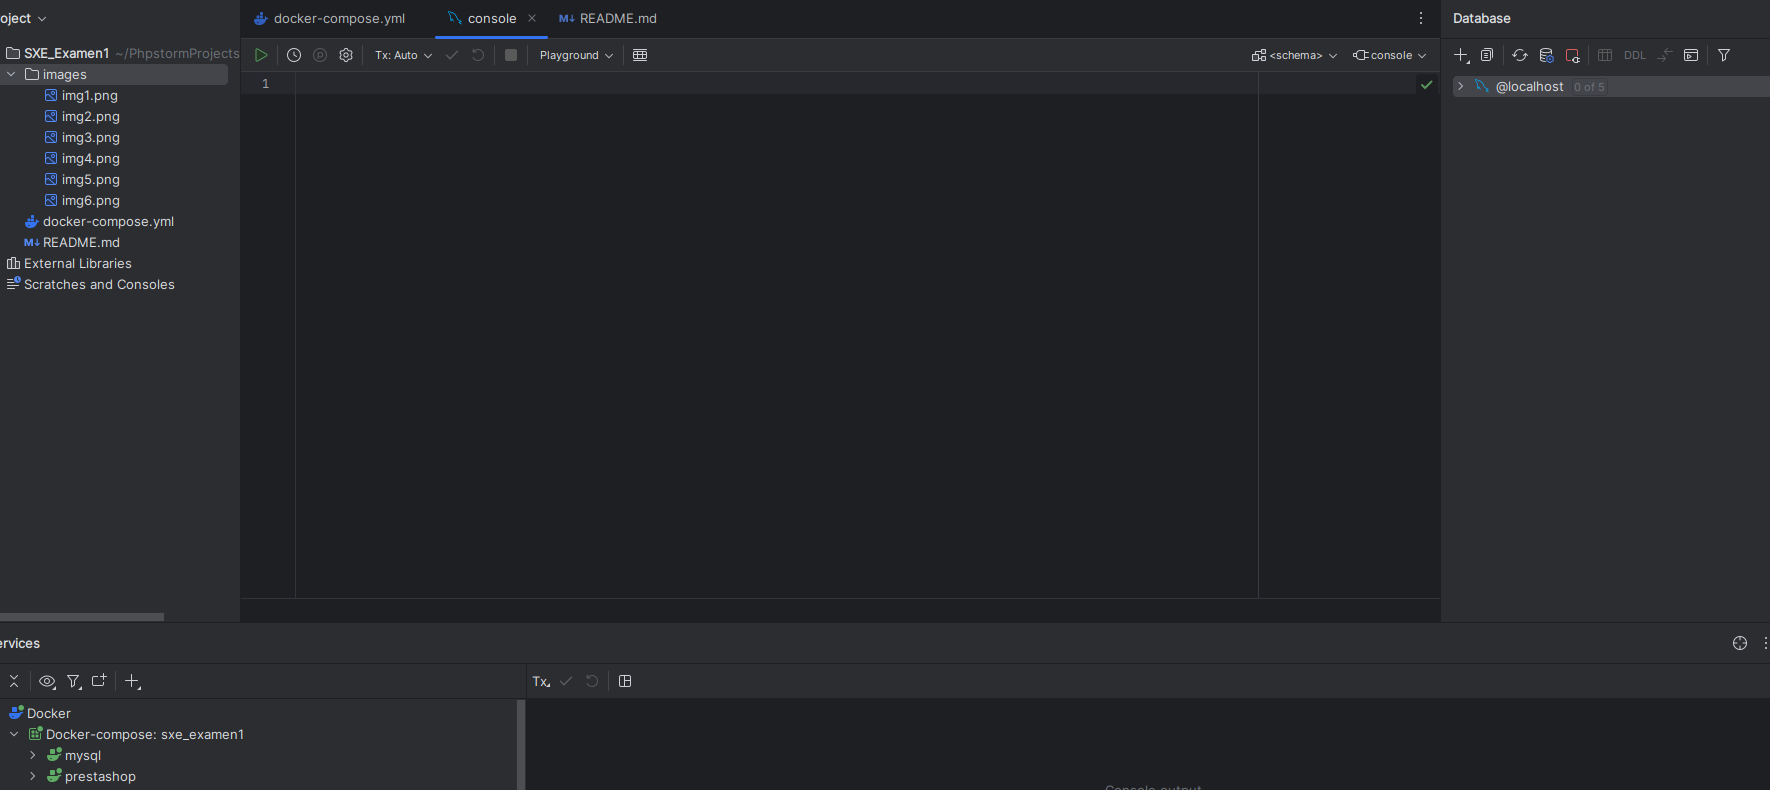 oject
docker-compose.yml
console
README.md
Database
SXE_Examen1 ~/PhpstormProjects
Tx: Auto
Playground
<schema>
console
DDL
images
1
@localhost 0 of 5
img1.png
img2.png
img3.png
img4.png
img5.png
img6.png
docker-compose.yml
README.md
External Libraries
Scratches and Consoles
ervices
Tx
Docker
Docker-compose: sxe_examen1
mysql
prestashop
Console output